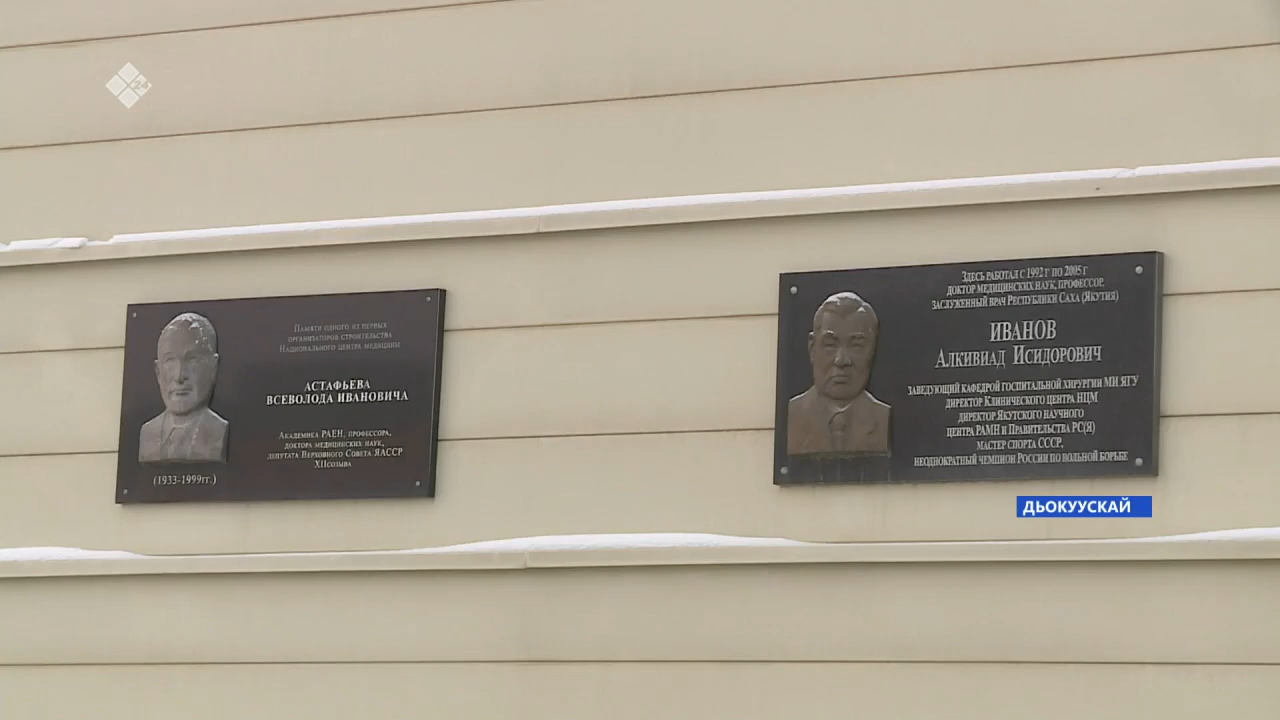 24
Памяти одного из первых
организаторов строительства
Национального центра медицины
АСТАФЬЕВА
ВСЕВОЛОДА ИВАНОВИЧА
Академика РАЕН, профессора,
доктора медицинских наук,
депутата Верховного Совета ЯАССР
XIIсозыва
(1933-1999гг.)
Здесь работал с 1992 г по 2005 г
доктор медицинских наук, профессор,
заслуженный врач Республики Саха (Якутия)
ИВАНОВ
Алкивиад Исидорович
заведующий кафедрой госпитальной хирургии МИ ЯГУ
директор Клинического центра НЦМ
директор Якутского научного
центра РАМН и Правительства РС(Я)
мастер спорта СССР,
неоднократный чемпион России по вольной борьбе
ДЬОКУУСКАЙ